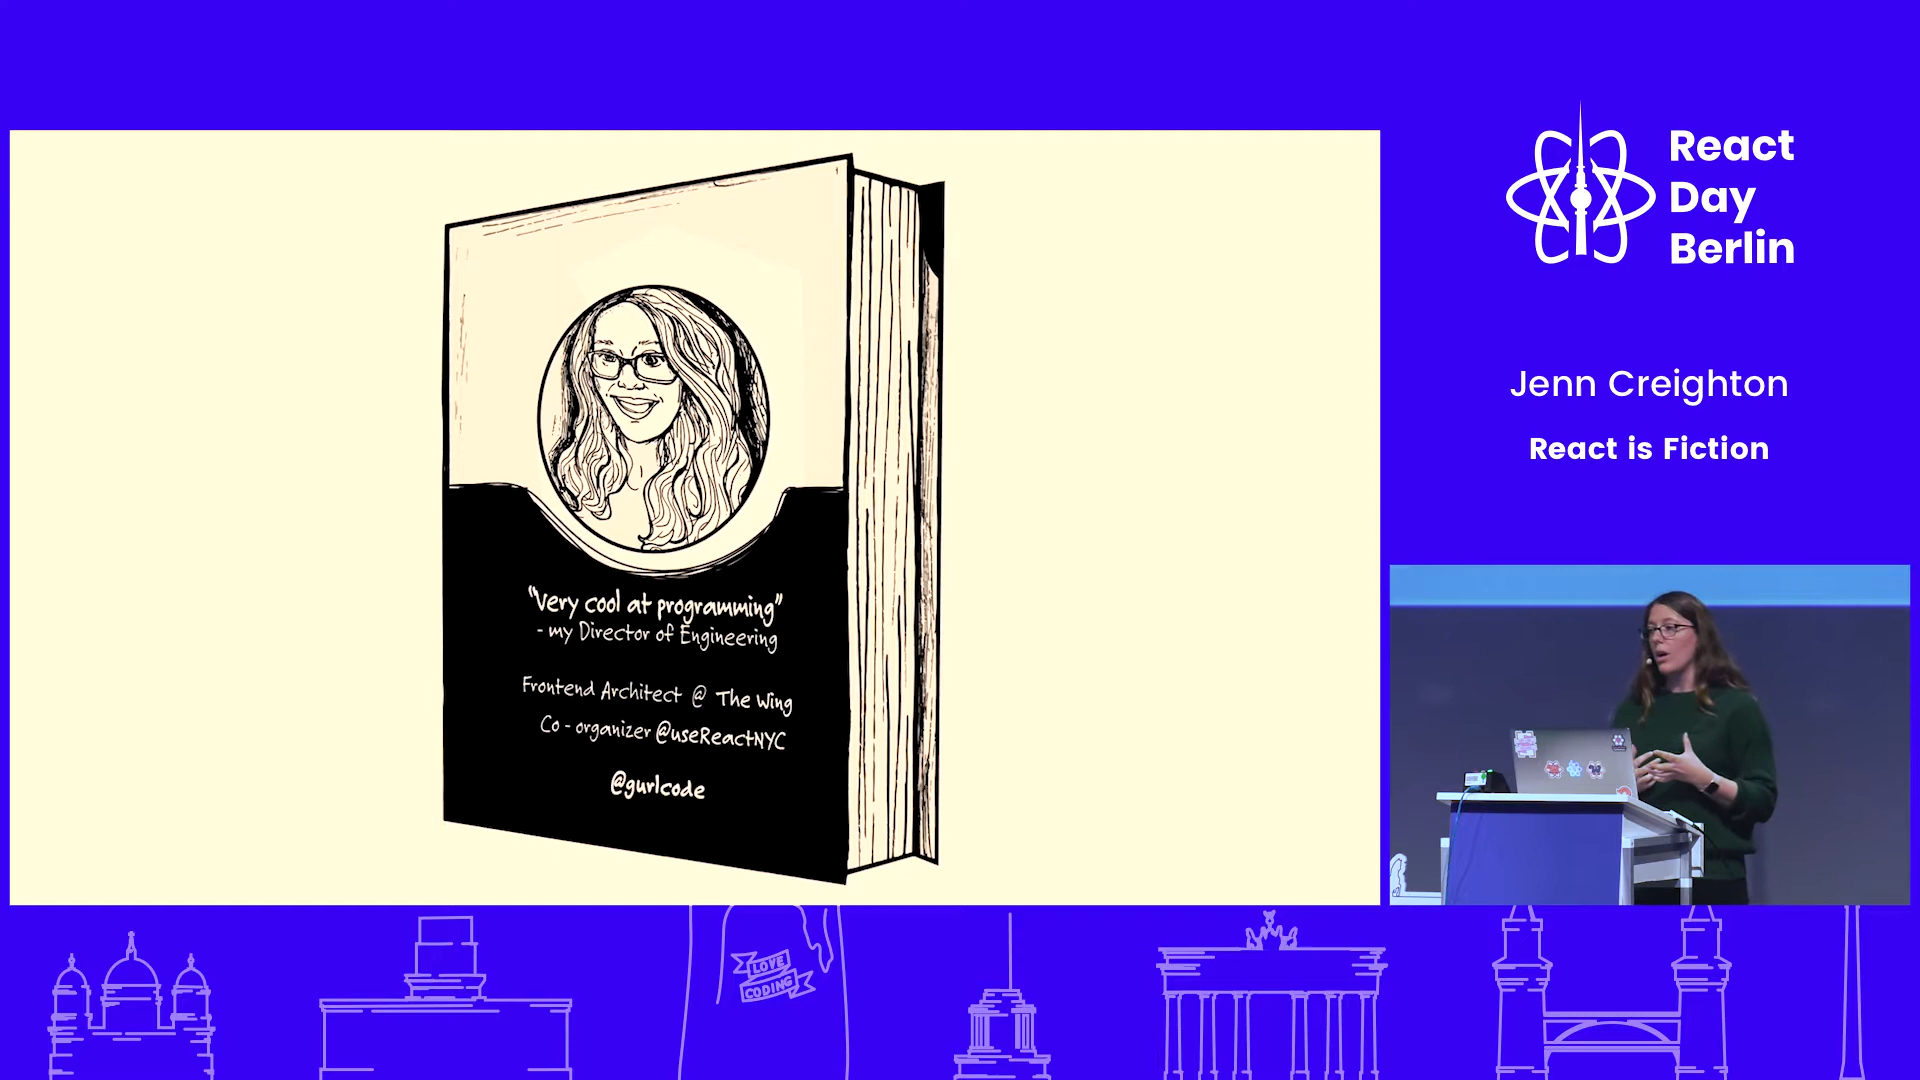 "Very cool at programming"
- my Director of Engineering
Frontend Architect @ The Wing
Co - organizer @useReactNYC
@gurlcode
React
Day
Berlin
Jenn Creighton
React is Fiction
LOVE
CODING